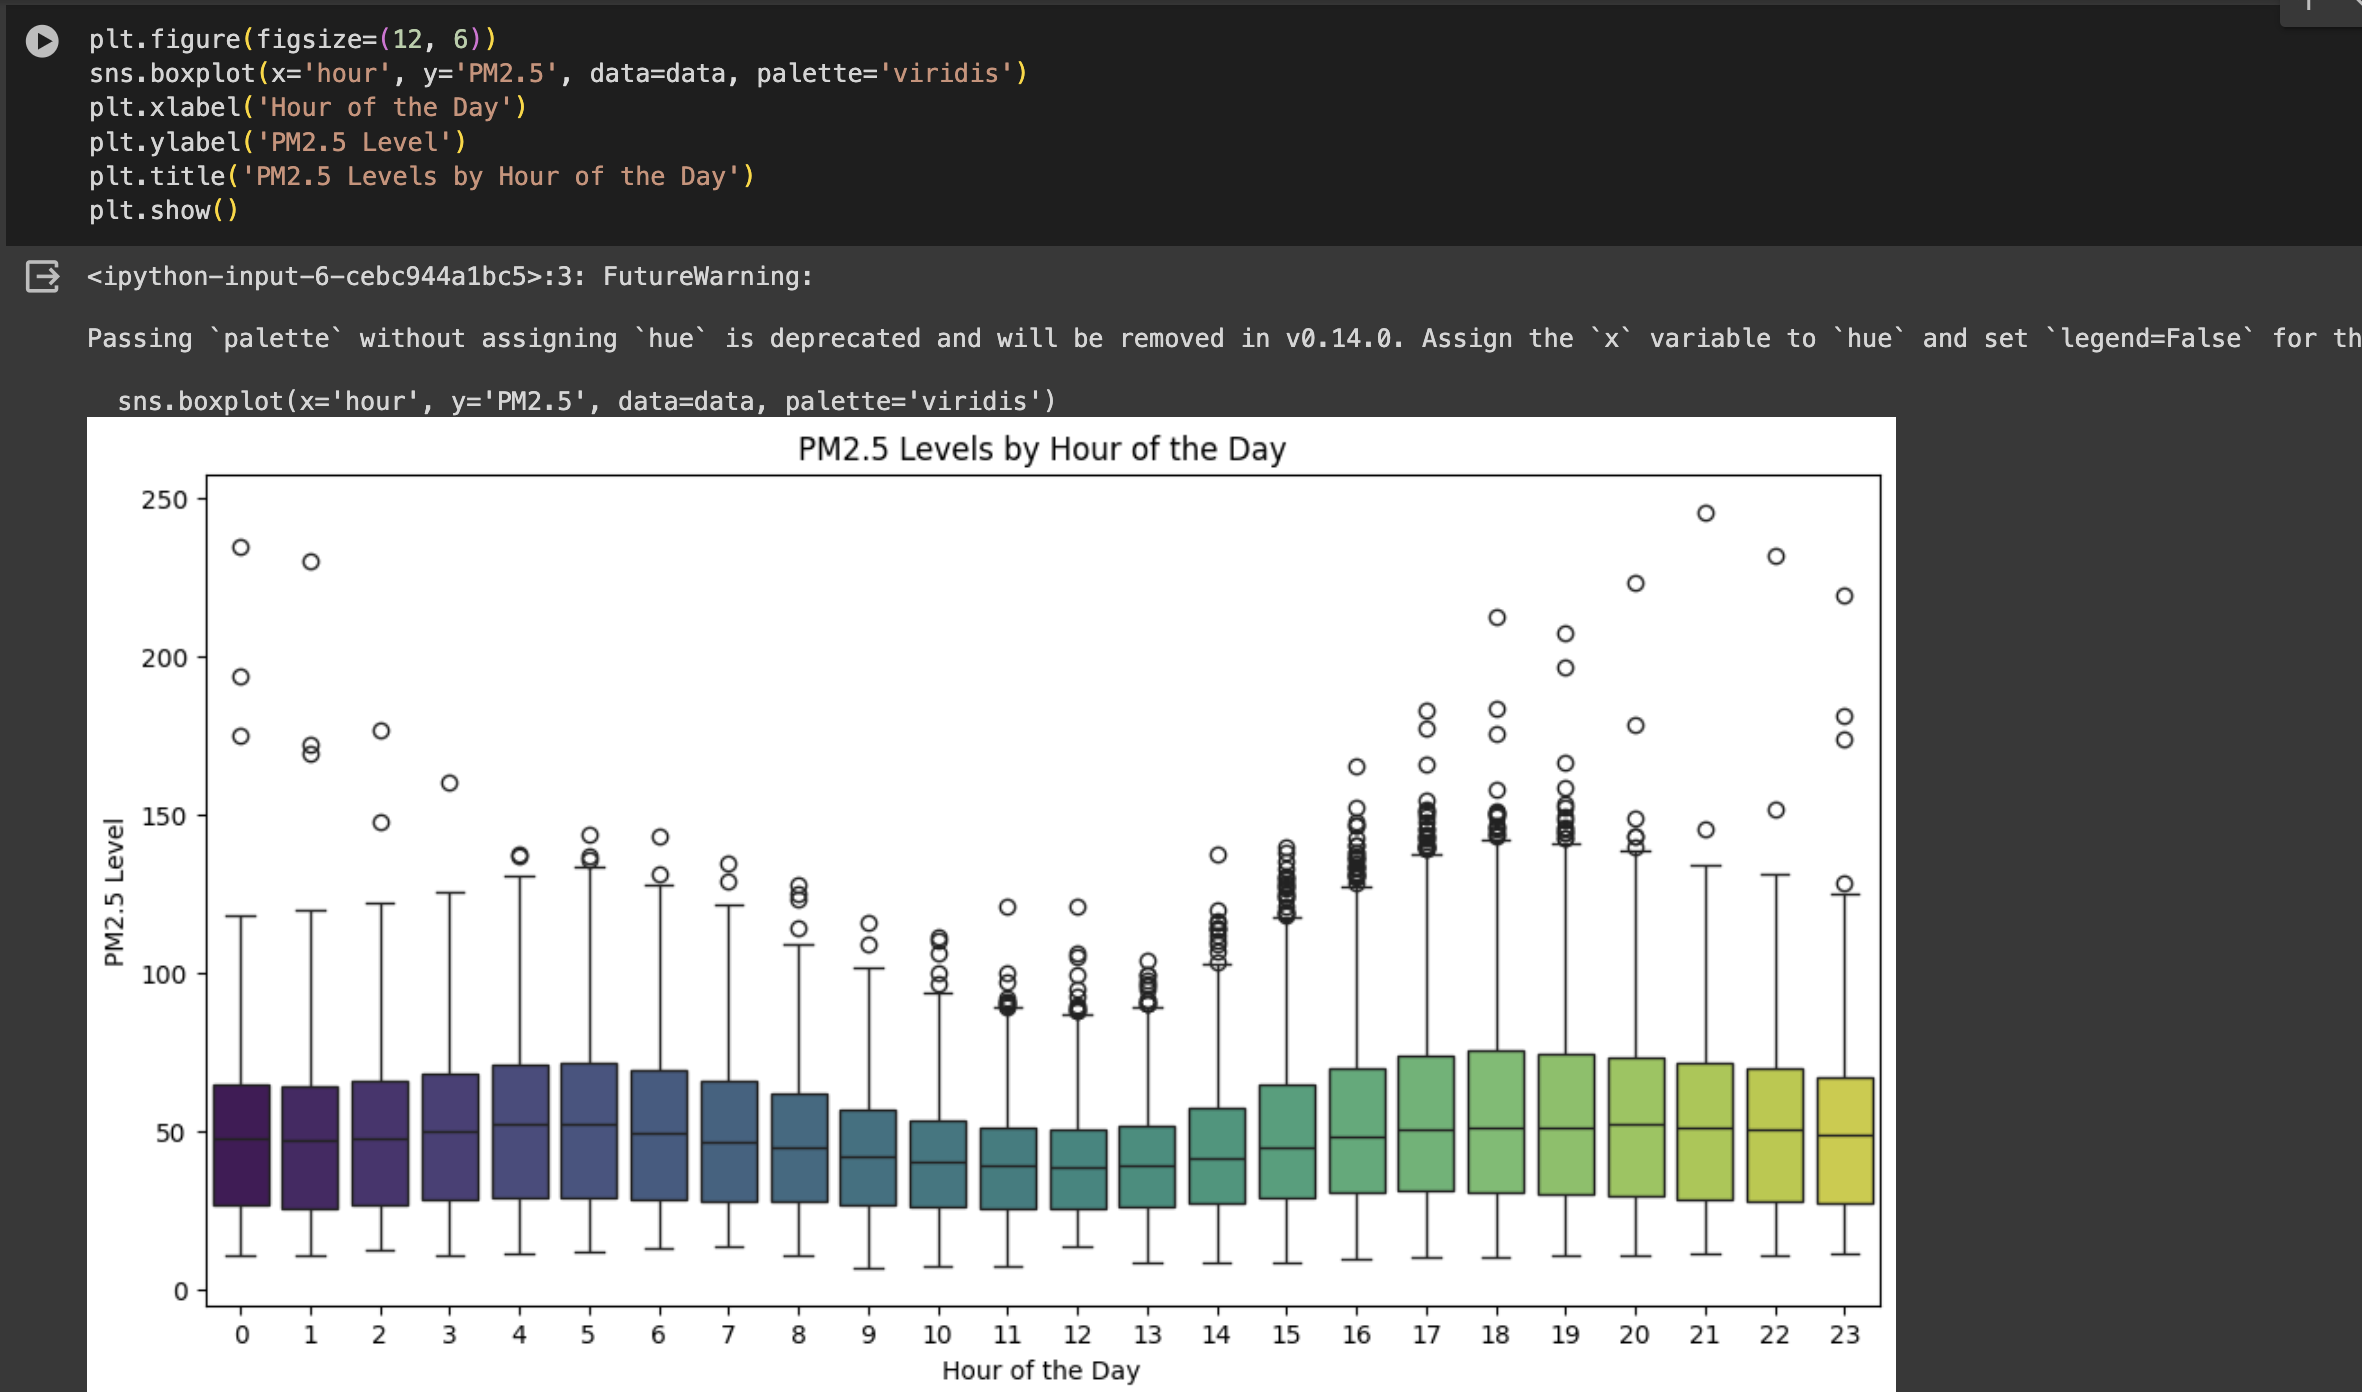 plt.figure(figsize=(12, 6))
sns.boxplot(x='hour', y='PM2.5', data=data, palette='viridis')
plt.xlabel('Hour of the Day')
plt.ylabel('PM2.5 Level')
plt.title('PM2.5 Levels by Hour of the Day')
plt.show()
<ipython-input-6-cebc944a1bc5>:3: FutureWarning:
Passing `palette` without assigning `hue` is deprecated and will be removed in v0.14.0. Assign the `x` variable to `hue` and set `legend=False` for th
sns.boxplot(x='hour', y='PM2.5', data=data, palette='viridis')
PM2.5 Levels by Hour of the Day
250
200
150
100
50
0
PM2.5 Level
0 1 2 3 4 5 6 7 8 9 10 11 12 13 14 15 16 17 18 19 20 21 22 23
Hour of the Day